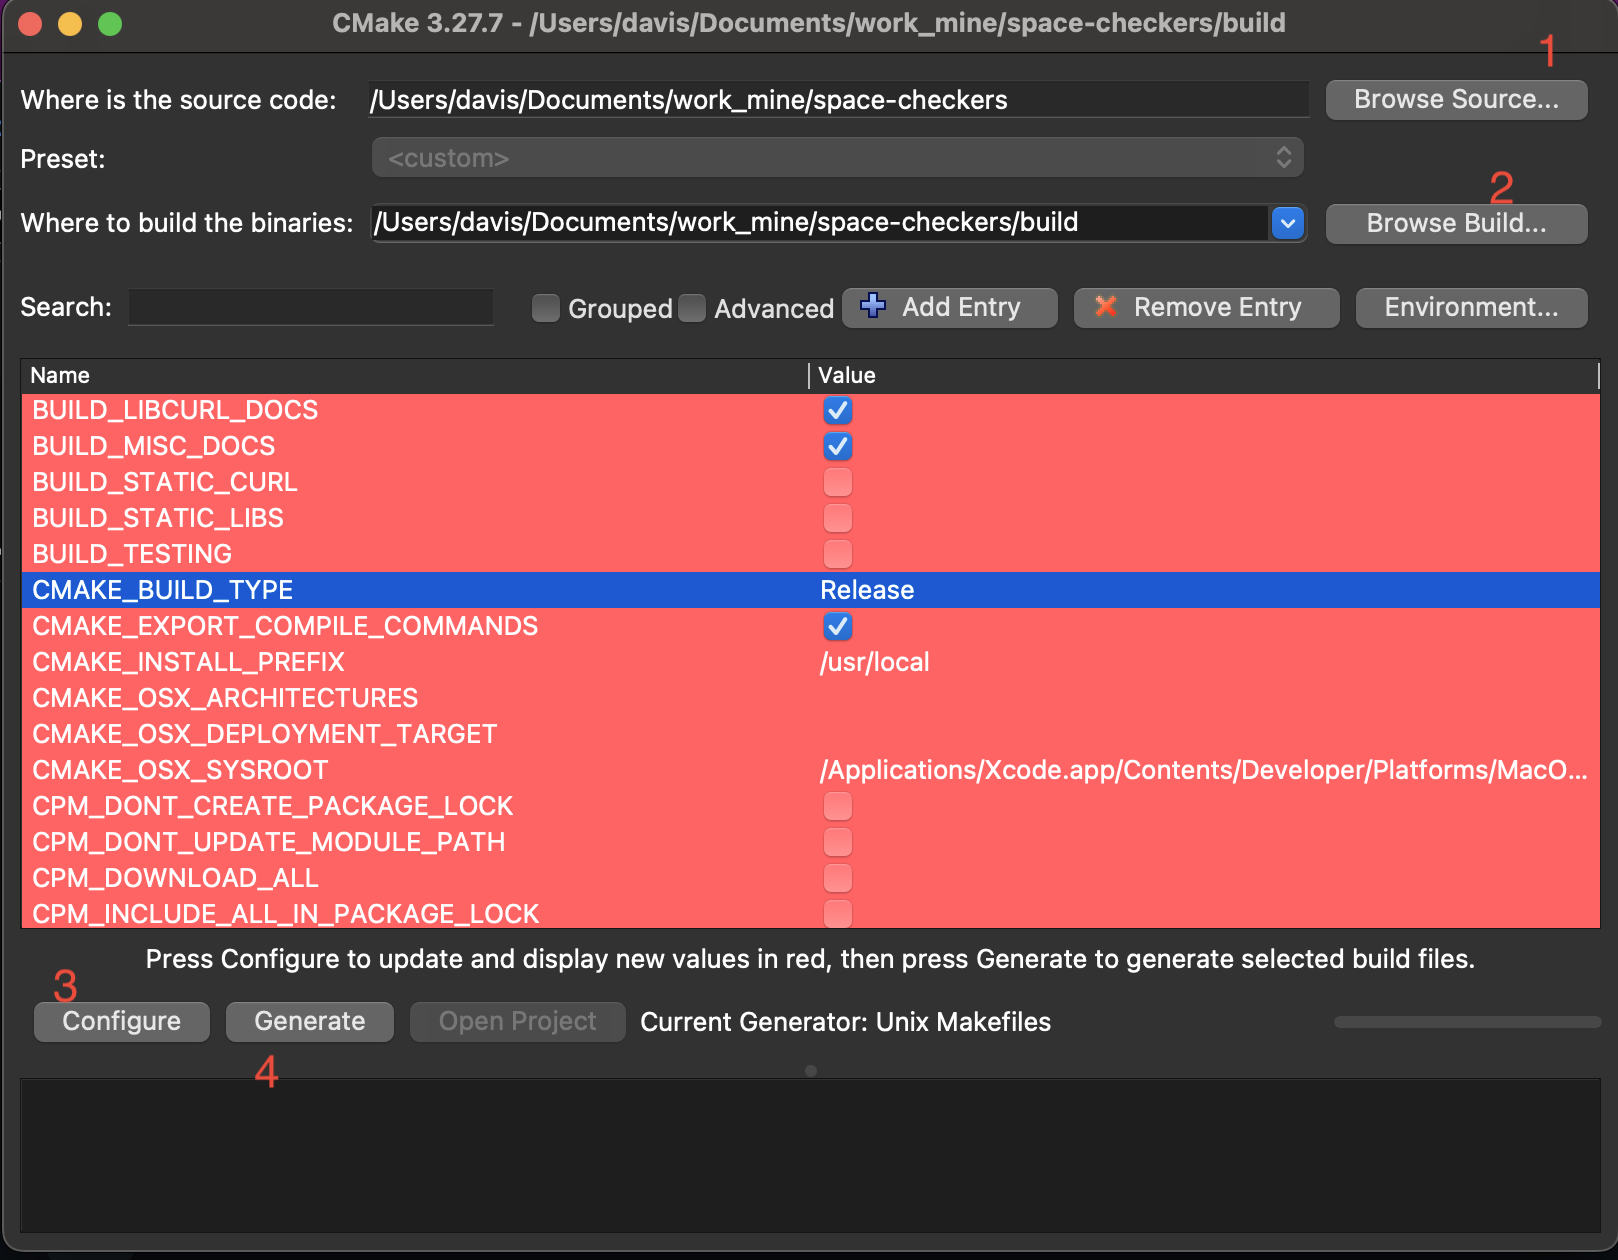 CMake 3.27.7 - /Users/davis/Documents/work_mine/space-checkers/build
1
Where is the source code: /Users/davis/Documents/work_mine/space-checkers Browse Source...
Preset: <custom>
2
Where to build the binaries: /Users/davis/Documents/work_mine/space-checkers/build Browse Build...
Search: Grouped Advanced Add Entry Remove Entry Environment...
Name Value
BUILD_LIBCURL_DOCS
BUILD_MISC_DOCS
BUILD_STATIC_CURL
BUILD_STATIC_LIBS
BUILD_TESTING
CMAKE_BUILD_TYPE Release
CMAKE_EXPORT_COMPILE_COMMANDS
CMAKE_INSTALL_PREFIX /usr/local
CMAKE_OSX_ARCHITECTURES
CMAKE_OSX_DEPLOYMENT_TARGET
CMAKE_OSX_SYSROOT /Applications/Xcode.app/Contents/Developer/Platforms/MacO...
CPM_DONT_CREATE_PACKAGE_LOCK
CPM_DONT_UPDATE_MODULE_PATH
CPM_DOWNLOAD_ALL
CPM_INCLUDE_ALL_IN_PACKAGE_LOCK
Press Configure to update and display new values in red, then press Generate to generate selected build files.
3
Configure Generate Open Project Current Generator: Unix Makefiles
4